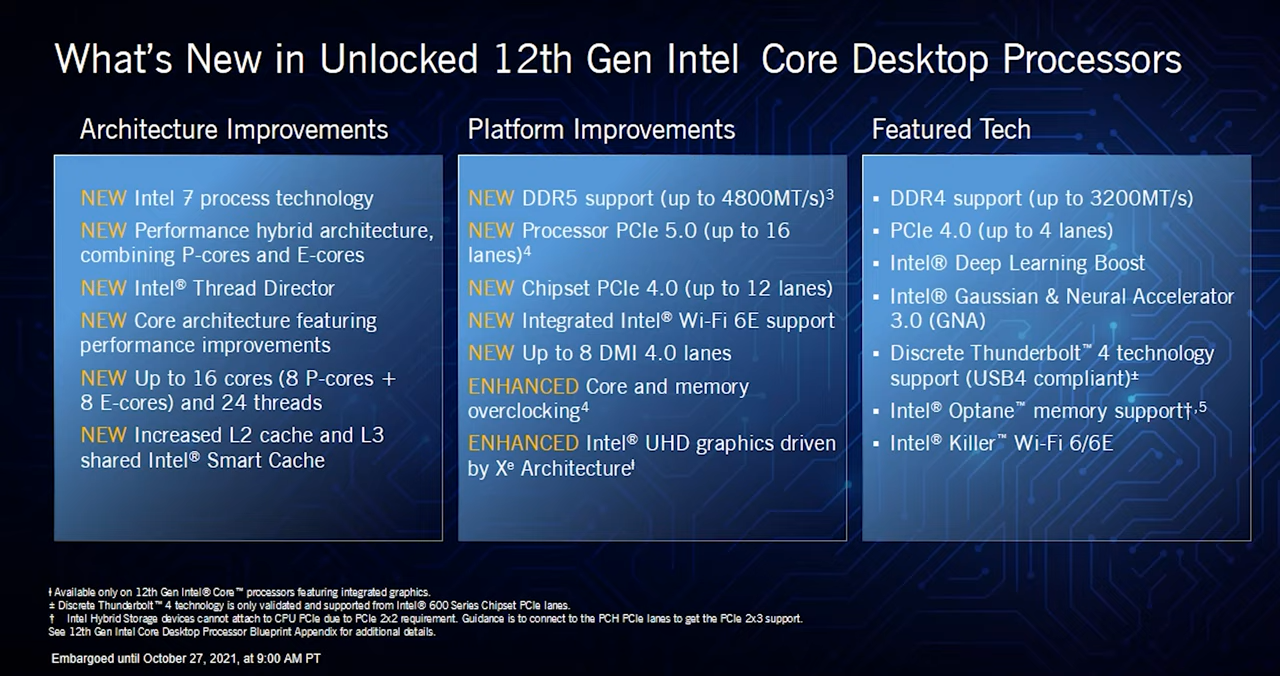 What's New in Unlocked 12th Gen Intel Core Desktop Processors
Architecture Improvements
NEW Intel 7 process technology
NEW Performance hybrid architecture,
combining P-cores and E-cores
NEW Intel® Thread Director
NEW Core architecture featuring
performance improvements
NEW Up to 16 cores (8 P-cores +
8 E-cores) and 24 threads
NEW Increased L2 cache and L3
shared Intel® Smart Cache
Platform Improvements
NEW DDR5 support (up to 4800MT/s)³
NEW Processor PCIe 5.0 (up to 16
lanes)⁴
NEW Chipset PCIe 4.0 (up to 12 lanes)
NEW Integrated Intel® Wi-Fi 6E support
NEW Up to 8 DMI 4.0 lanes
ENHANCED Core and memory
overclocking⁴
ENHANCED Intel® UHD graphics driven
by Xᵉ Architectureƚ
Featured Tech
▪ DDR4 support (up to 3200MT/s)
▪ PCIe 4.0 (up to 4 lanes)
▪ Intel® Deep Learning Boost
▪ Intel® Gaussian & Neural Accelerator
3.0 (GNA)
▪ Discrete Thunderbolt™ 4 technology
support (USB4 compliant)±
▪ Intel® Optane™ memory support†,⁵
▪ Intel® Killer™ Wi-Fi 6/6E
ƚ Available only on 12th Gen Intel® Core™ processors featuring integrated graphics.
± Discrete Thunderbolt™ 4 technology is only validated and supported from Intel® 600 Series Chipset PCIe lanes.
† Intel Hybrid Storage devices cannot attach to CPU PCIe due to PCIe 2x2 requirement. Guidance is to connect to the PCH PCIe lanes to get the PCIe 2x3 support.
See 12th Gen Intel Core Desktop Processor Blueprint Appendix for additional details.
Embargoed until October 27, 2021, at 9:00 AM PT